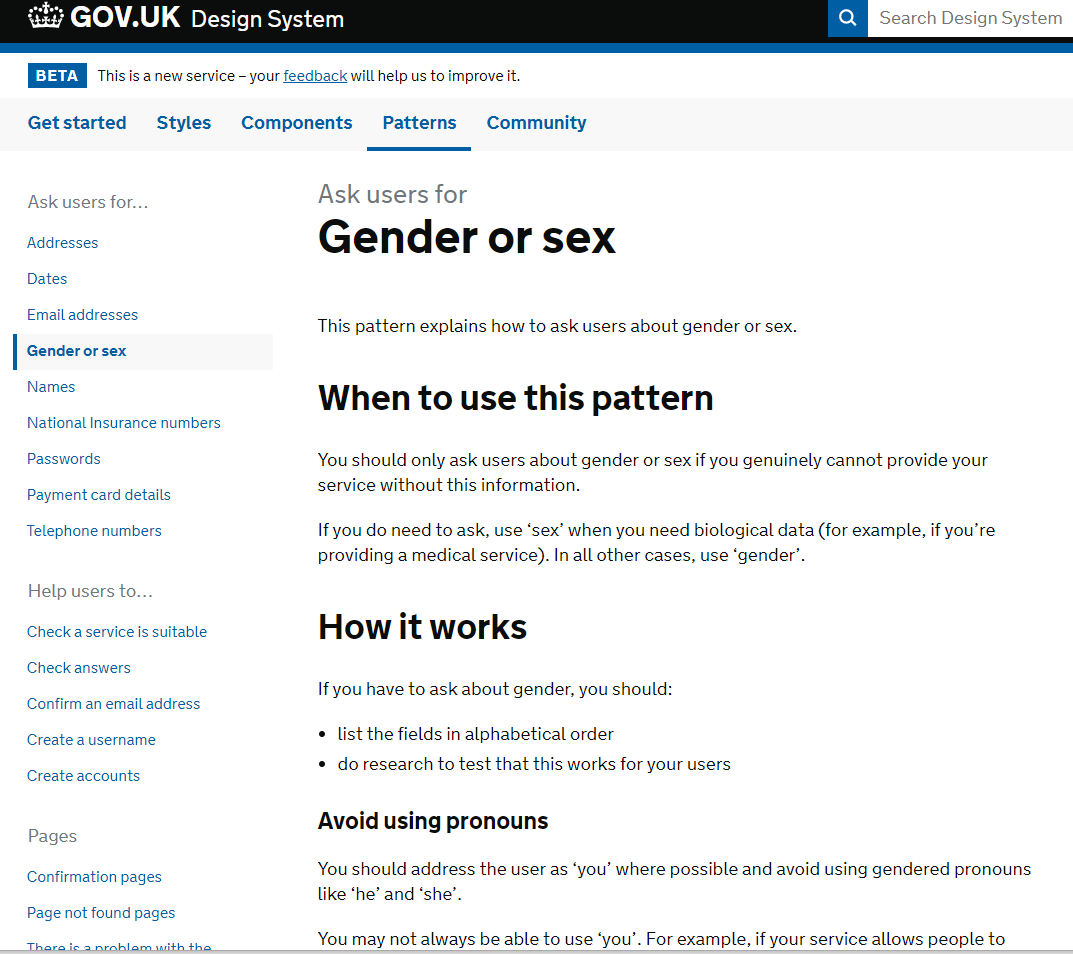 GOV.UK Design System
Search Design System
BETA This is a new service – your feedback will help us to improve it.
Get started Styles Components Patterns Community
Ask users for...
Addresses
Dates
Email addresses
Gender or sex
Names
National Insurance numbers
Passwords
Payment card details
Telephone numbers
Help users to...
Check a service is suitable
Check answers
Confirm an email address
Create a username
Create accounts
Pages
Confirmation pages
Page not found pages
There is a problem with the
Ask users for
Gender or sex
This pattern explains how to ask users about gender or sex.
When to use this pattern
You should only ask users about gender or sex if you genuinely cannot provide your
service without this information.
If you do need to ask, use ‘sex’ when you need biological data (for example, if you’re
providing a medical service). In all other cases, use ‘gender’.
How it works
If you have to ask about gender, you should:
• list the fields in alphabetical order
• do research to test that this works for your users
Avoid using pronouns
You should address the user as ‘you’ where possible and avoid using gendered pronouns
like ‘he’ and ‘she’.
You may not always be able to use ‘you’. For example, if your service allows people to